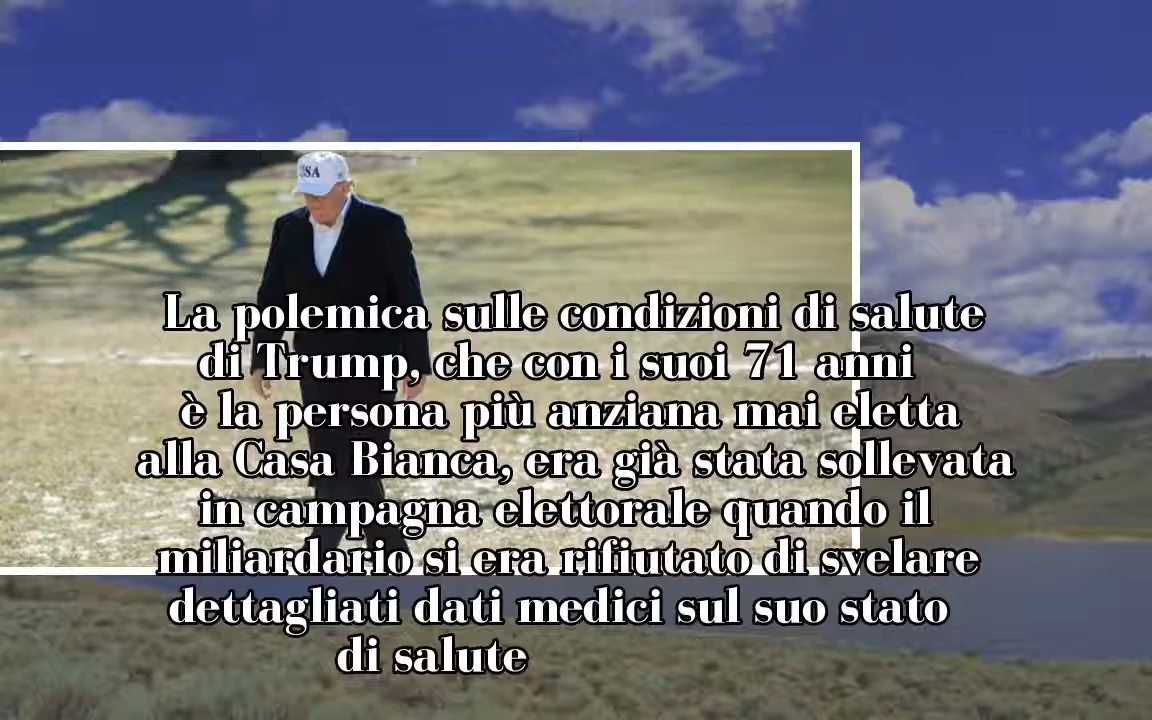 USA
La polemica sulle condizioni di salute
di Trump, che con i suoi 71 anni
è la persona più anziana mai eletta
alla Casa Bianca, era già stata sollevata
in campagna elettorale quando il
miliardario si era rifiutato di svelare
dettagliati dati medici sul suo stato
di salute